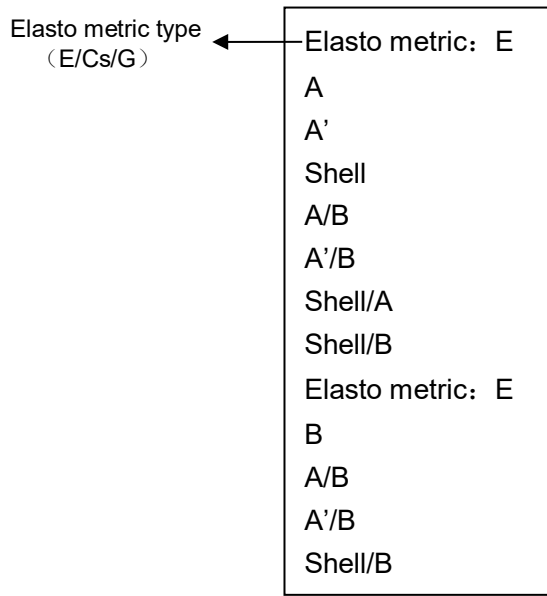 Elasto metric type
（E/Cs/G）
Elasto metric：E
A
A’
Shell
A/B
A’/B
Shell/A
Shell/B
Elasto metric：E
B
A/B
A’/B
Shell/B